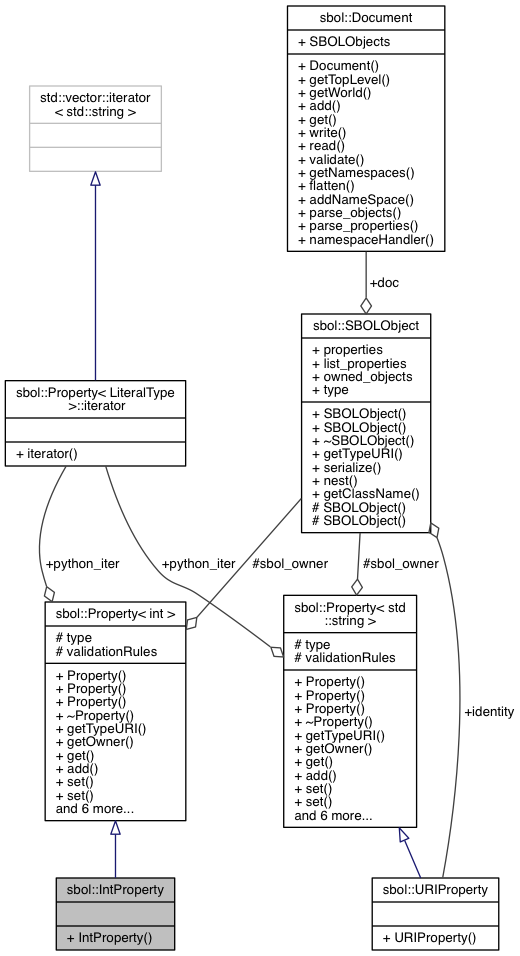 sbol::Document
+ SBOLObjects
+ Document()
+ getTopLevel()
+ getWorld()
+ add()
+ get()
+ write()
+ read()
+ validate()
+ getNamespaces()
+ flatten()
+ addNameSpace()
+ parse_objects()
+ parse_properties()
+ namespaceHandler()
std::vector::iterator
< std::string >
+doc
sbol::SBOLObject
+ properties
+ list_properties
+ owned_objects
+ type
+ SBOLObject()
+ SBOLObject()
+ ~SBOLObject()
+ getTypeURI()
+ serialize()
+ nest()
+ getClassName()
# SBOLObject()
# SBOLObject()
sbol::Property< LiteralType
>::iterator
+ iterator()
+python_iter
+python_iter
#sbol_owner
#sbol_owner
+identity
sbol::Property< int >
# type
# validationRules
+ Property()
+ Property()
+ Property()
+ ~Property()
+ getTypeURI()
+ getOwner()
+ get()
+ add()
+ set()
+ set()
and 6 more...
sbol::Property< std
::string >
# type
# validationRules
+ Property()
+ Property()
+ Property()
+ ~Property()
+ getTypeURI()
+ getOwner()
+ get()
+ add()
+ set()
+ set()
and 6 more...
sbol::IntProperty
+ IntProperty()
sbol::URIProperty
+ URIProperty()